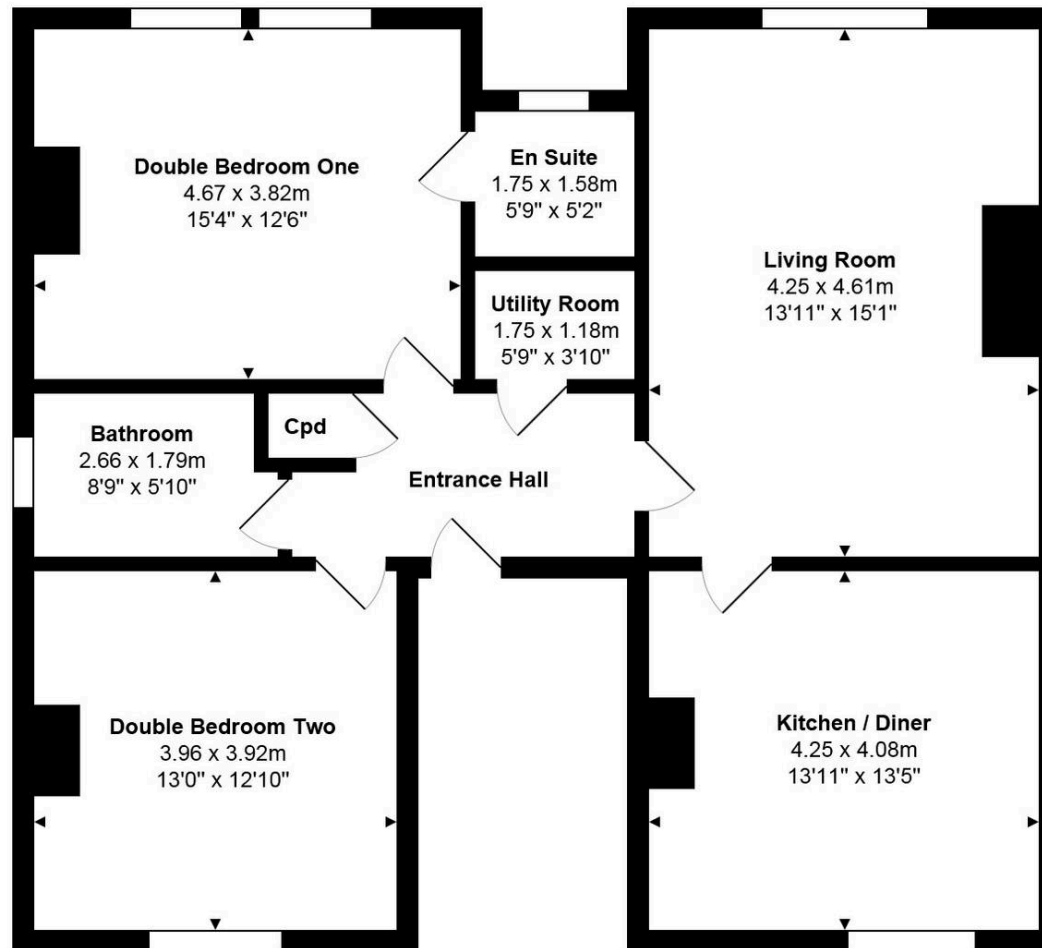 Double Bedroom One
4.67 x 3.82m
15'4" x 12'6"
En Suite
1.75 x 1.58m
5'9" x 5'2"
Living Room
4.25 x 4.61m
13'11" x 15'1"
Utility Room
1.75 x 1.18m
5'9" x 3'10"
Bathroom
2.66 x 1.79m
8'9" x 5'10"
Cpd
Entrance Hall
Double Bedroom Two
3.96 x 3.92m
13'0" x 12'10"
Kitchen / Diner
4.25 x 4.08m
13'11" x 13'5"